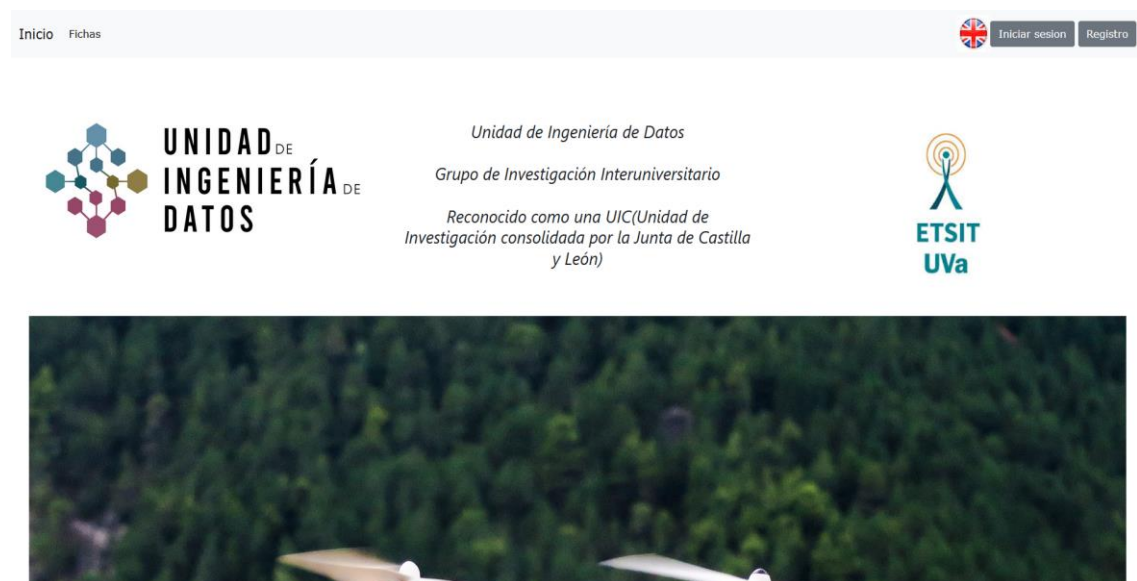 Inicio Fichas Iniciar sesion Registro
UNIDAD DE
INGENIERÍA DE
DATOS
Unidad de Ingeniería de Datos
Grupo de Investigación Interuniversitario
Reconocido como una UIC(Unidad de
Investigación consolidada por la Junta de Castilla
y León)
ETSIT
UVa